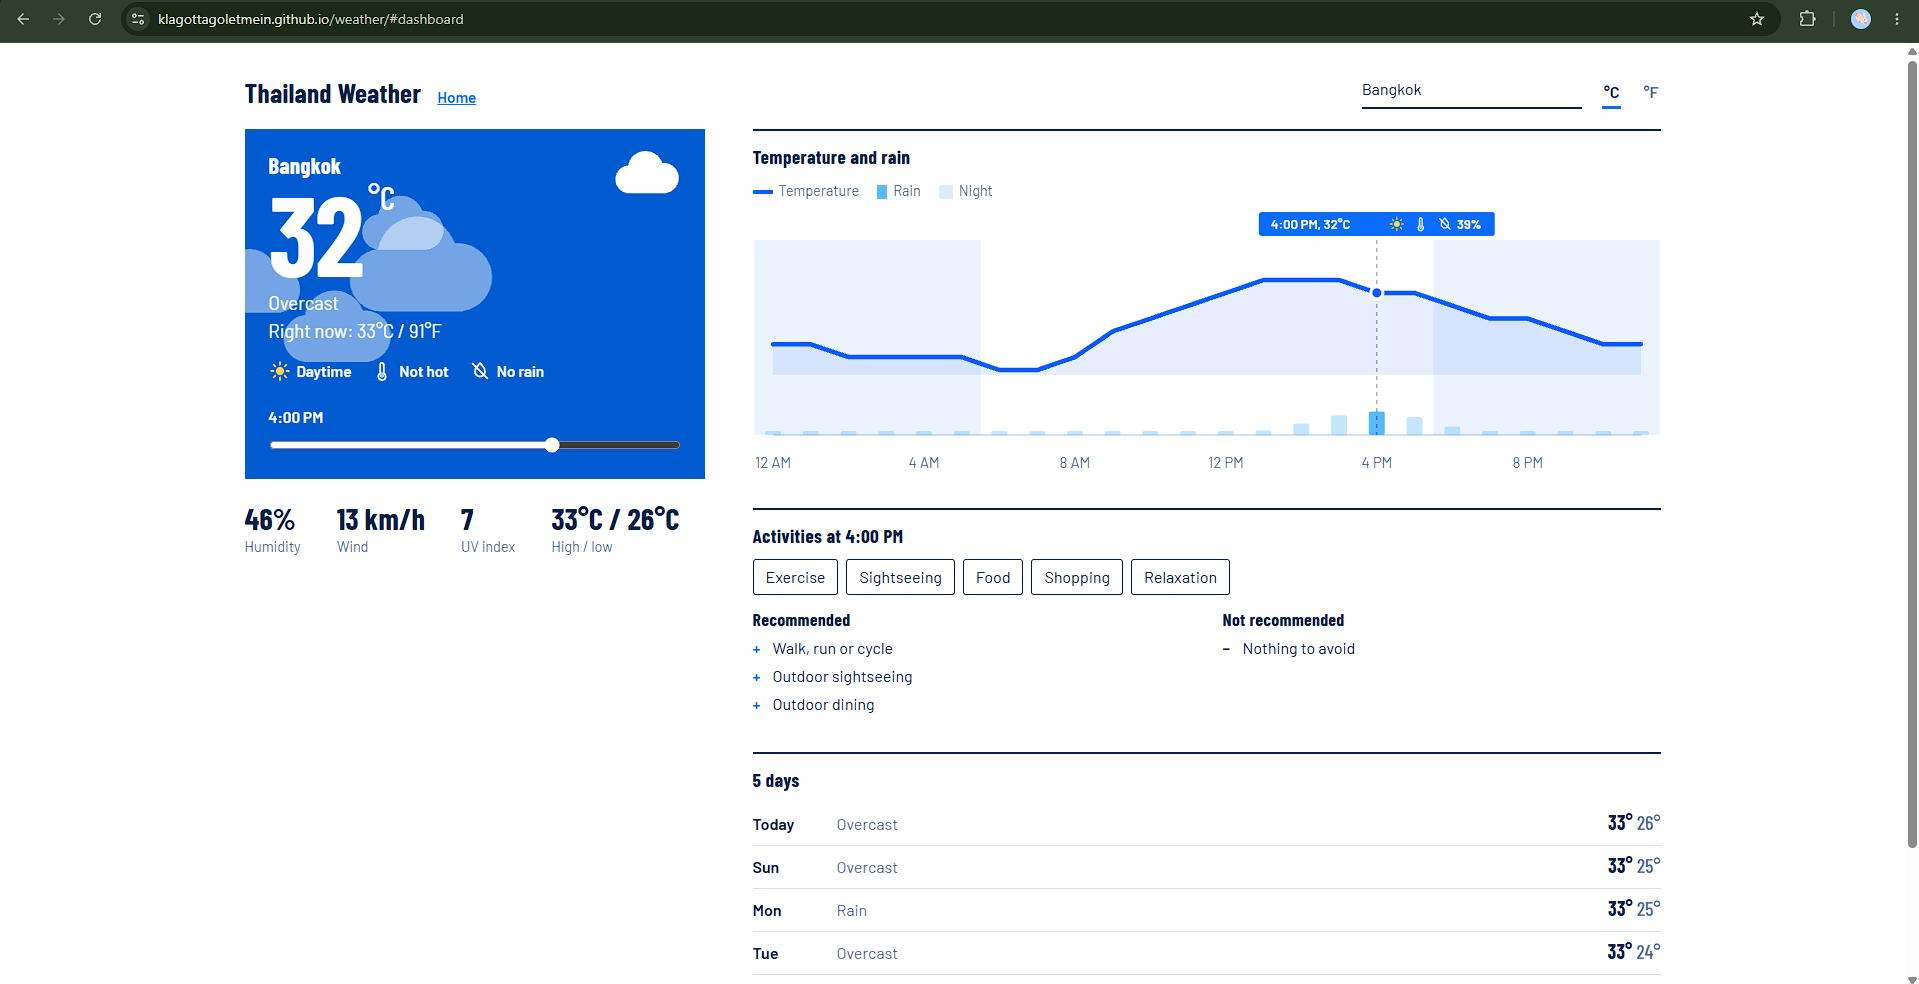 klagottagoletmein.github.io/weather/#dashboard
Thailand Weather Home
Bangkok °C °F
Bangkok
32°C
Overcast
Right now: 33°C / 91°F
Daytime Not hot No rain
4:00 PM
46% 13 km/h 7 33°C / 26°C
Humidity Wind UV index High / low
Temperature and rain
Temperature Rain Night
4:00 PM, 32°C 39%
12 AM 4 AM 8 AM 12 PM 4 PM 8 PM
Activities at 4:00 PM
Exercise Sightseeing Food Shopping Relaxation
Recommended
+ Walk, run or cycle
+ Outdoor sightseeing
+ Outdoor dining
Not recommended
– Nothing to avoid
5 days
Today Overcast 33° 26°
Sun Overcast 33° 25°
Mon Rain 33° 25°
Tue Overcast 33° 24°